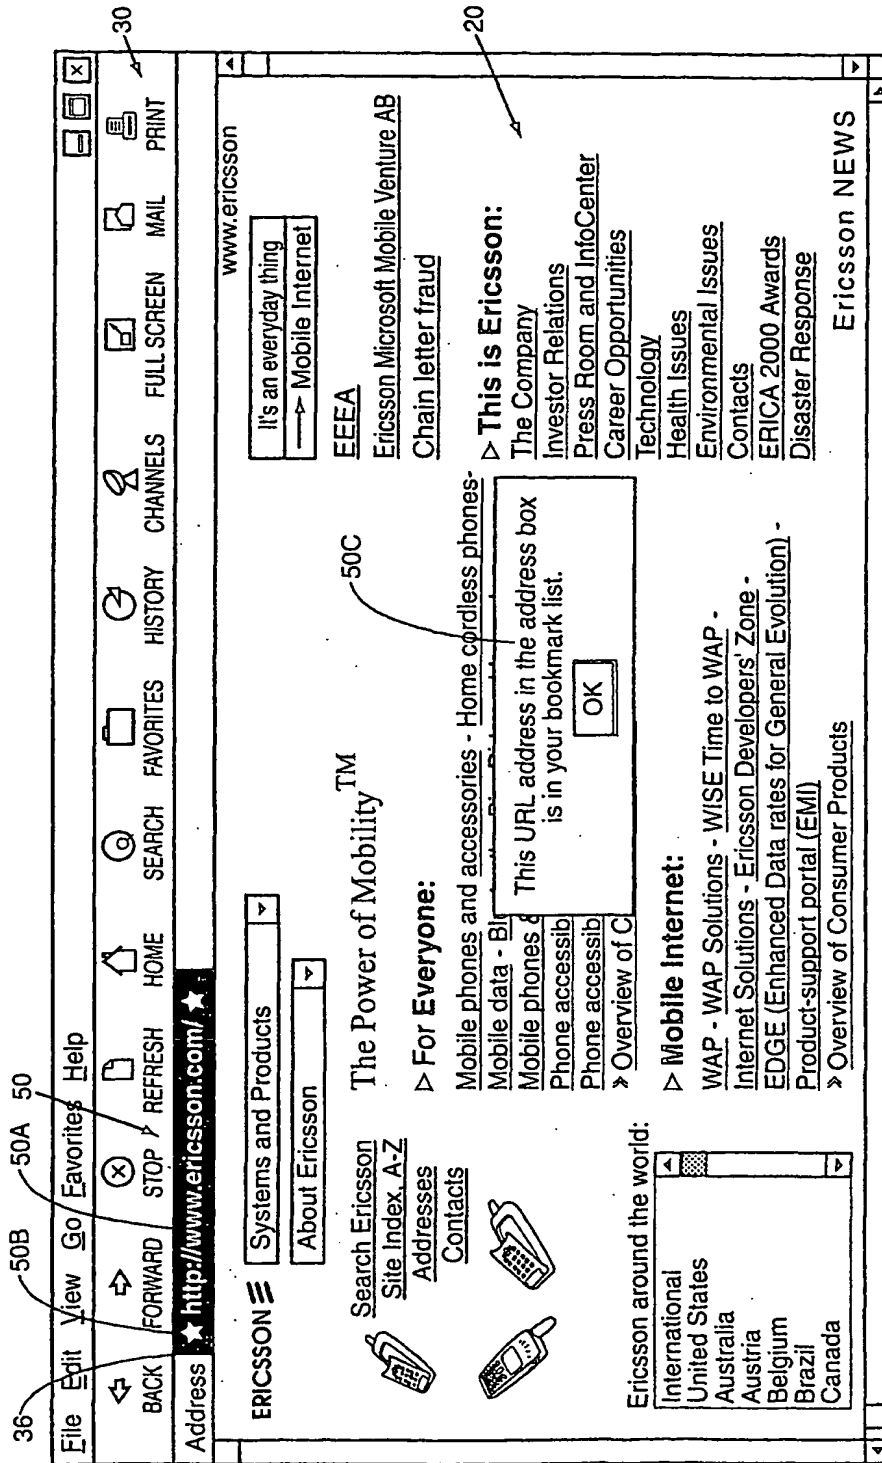 36
50B
50A
50
30
File Edit View Go Favorites Help
BACK FORWARD STOP REFRESH HOME SEARCH FAVORITES HISTORY CHANNELS FULL SCREEN MAIL PRINT
Address ★ http://www.ericsson.com/ ★
www.ericsson
ERICSSON
Systems and Products
About Ericsson
It's an everyday thing
Mobile Internet
Search Ericsson
Site Index, A-Z
Addresses
Contacts
The Power of Mobility™
For Everyone:
Mobile phones and accessories - Home cordless phones-
Mobile data - Bl
Mobile phones &
Phone accessib
Phone accessib
» Overview of C
50C
This URL address in the address box
is in your bookmark list.
OK
EEEA
Ericsson Microsoft Mobile Venture AB
Chain letter fraud
20
This is Ericsson:
The Company
Investor Relations
Press Room and InfoCenter
Career Opportunities
Technology
Health Issues
Environmental Issues
Contacts
ERICA 2000 Awards
Disaster Response
Ericsson around the world:
International
United States
Australia
Austria
Belgium
Brazil
Canada
Mobile Internet:
WAP - WAP Solutions - WISE Time to WAP -
Internet Solutions - Ericsson Developers' Zone -
EDGE (Enhanced Data rates for General Evolution) -
Product-support portal (EMI)
» Overview of Consumer Products
Ericsson NEWS